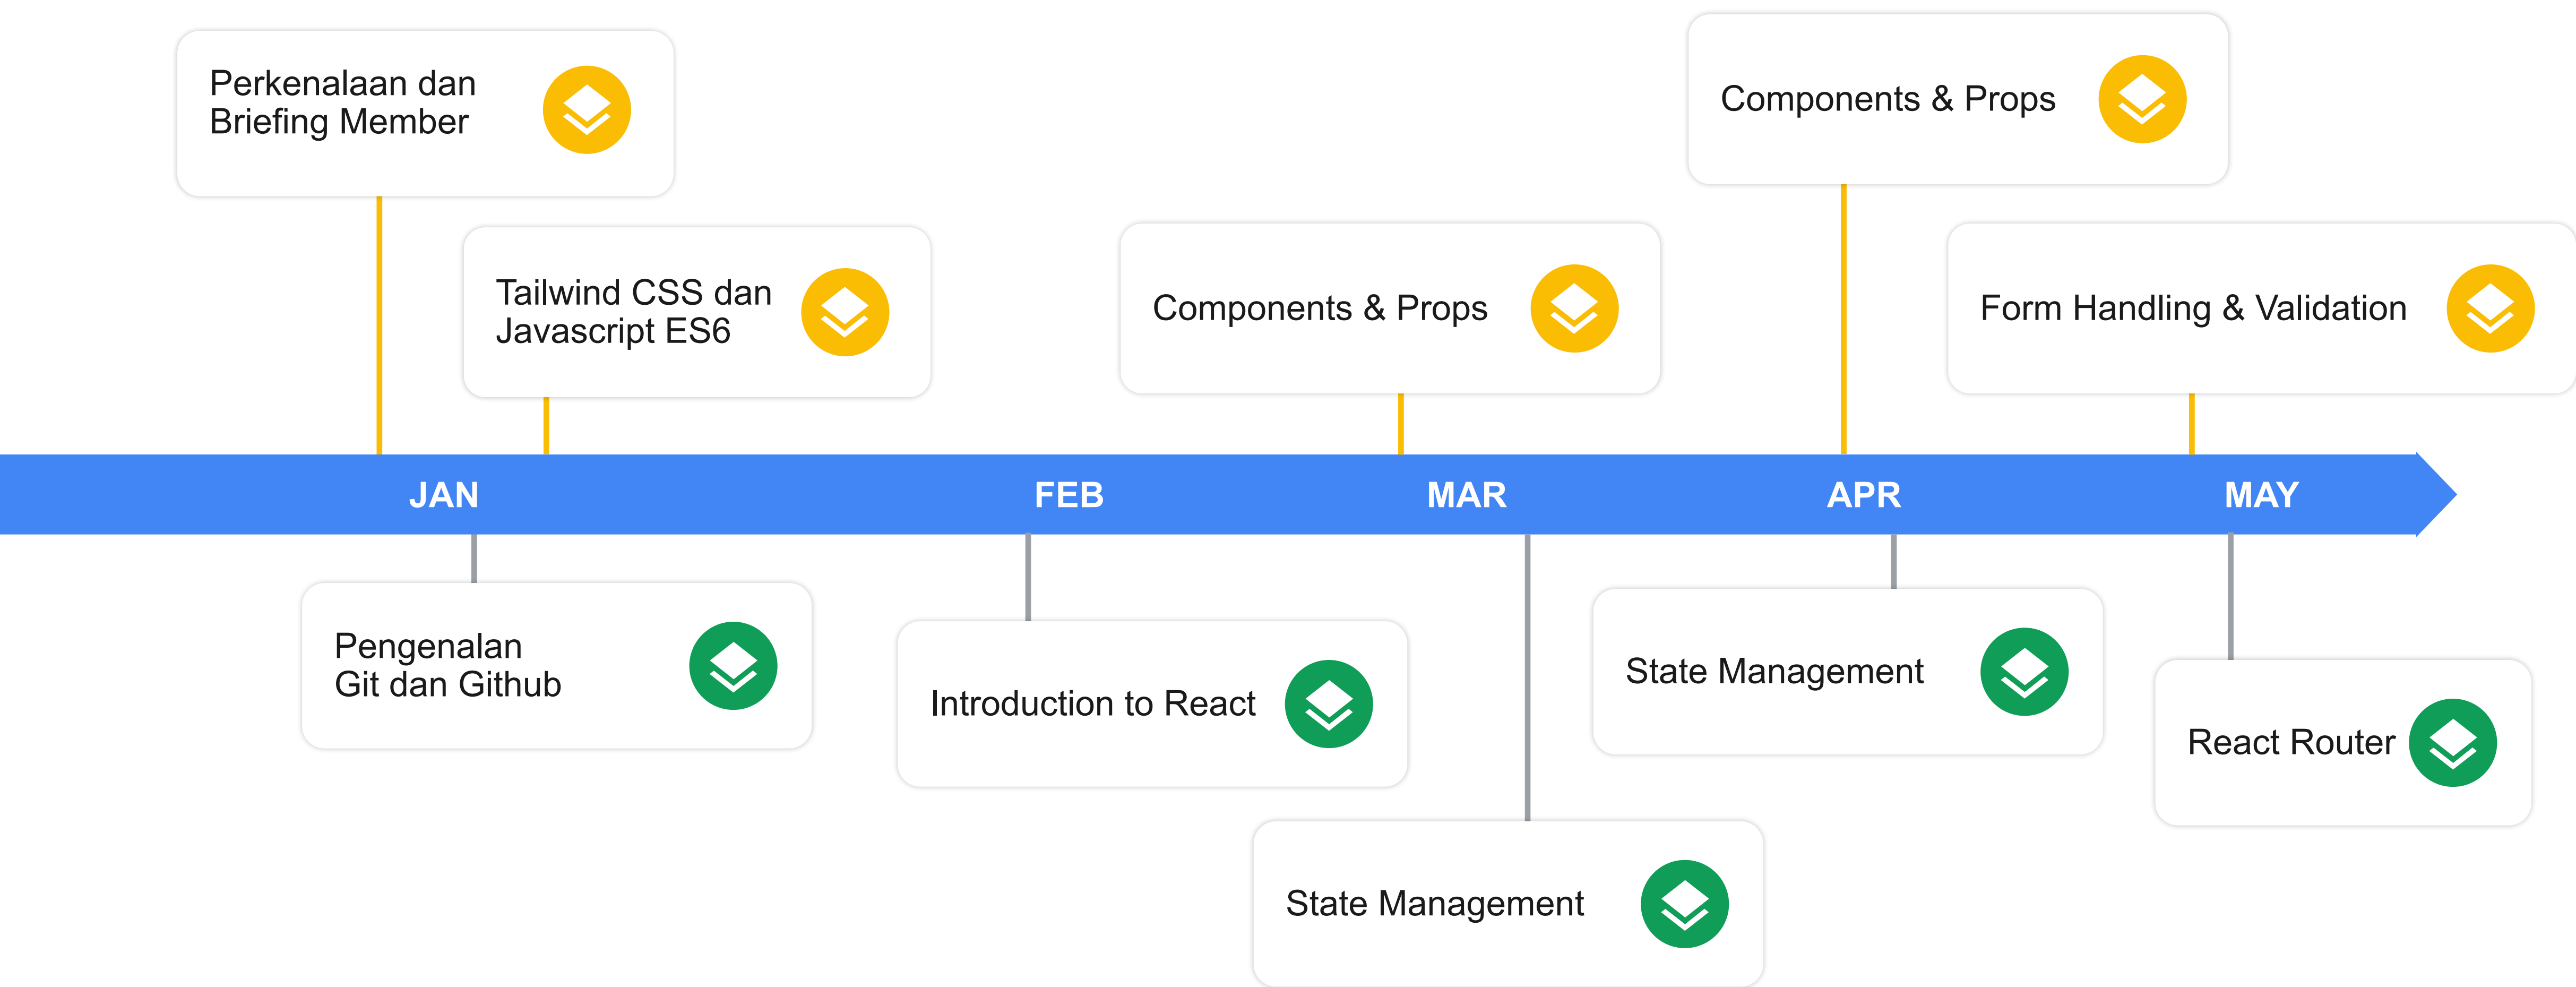 Perkenalaan dan
Briefing Member
Components & Props
Tailwind CSS dan
Javascript ES6
Components & Props
Form Handling & Validation
JAN
FEB
MAR
APR
MAY
Pengenalan
Git dan Github
Introduction to React
State Management
React Router
State Management